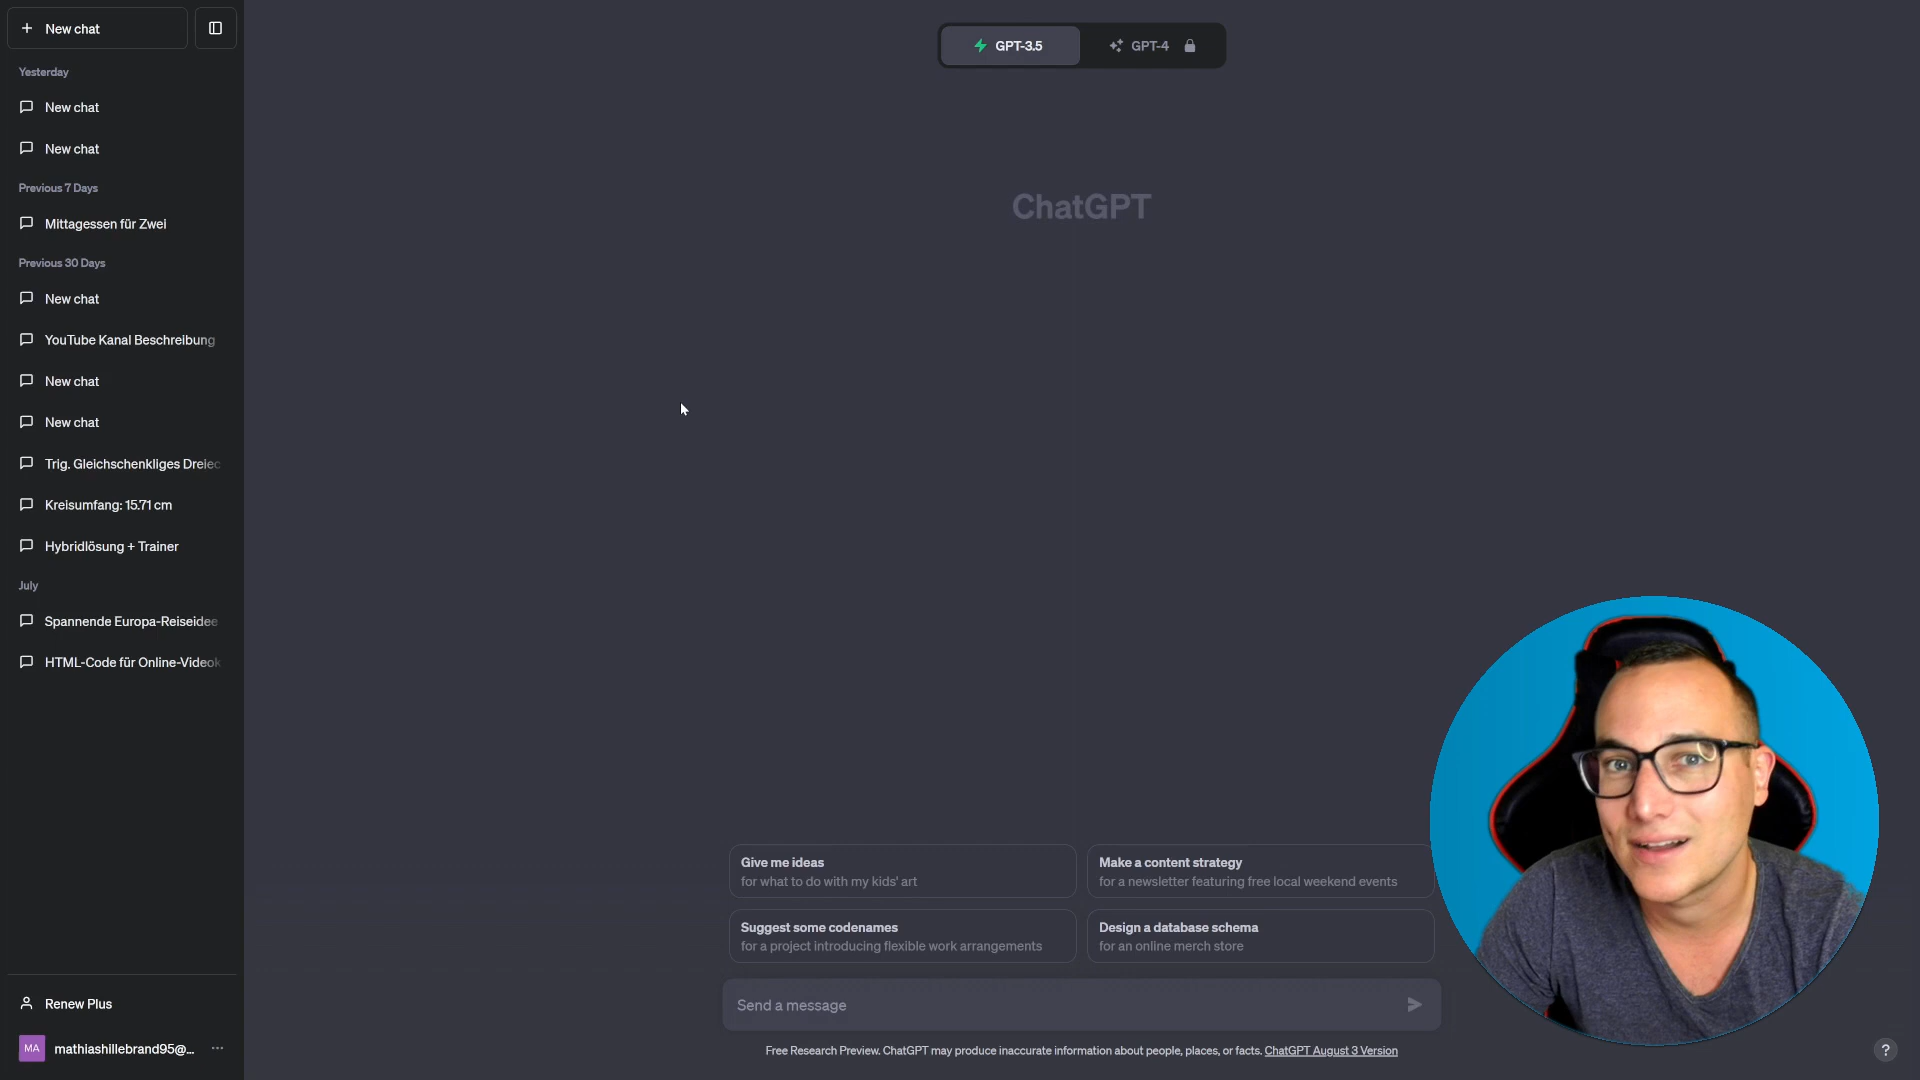 New chat
Yesterday
New chat
New chat
Previous 7 Days
Mittagessen für Zwei
Previous 30 Days
New chat
YouTube Kanal Beschreibung
New chat
New chat
Trig. Gleichschenkliges Dreiec
Kreisumfang: 15.71 cm
Hybridlösung + Trainer
July
Spannende Europa-Reiseidee
HTML-Code für Online-Videok
Renew Plus
MA
mathiashillebrand95@...
GPT-3.5
GPT-4
ChatGPT
Give me ideas
for what to do with my kids' art
Make a content strategy
for a newsletter featuring free local weekend events
Suggest some codenames
for a project introducing flexible work arrangements
Design a database schema
for an online merch store
Send a message
Free Research Preview. ChatGPT may produce inaccurate information about people, places, or facts. ChatGPT August 3 Version
?